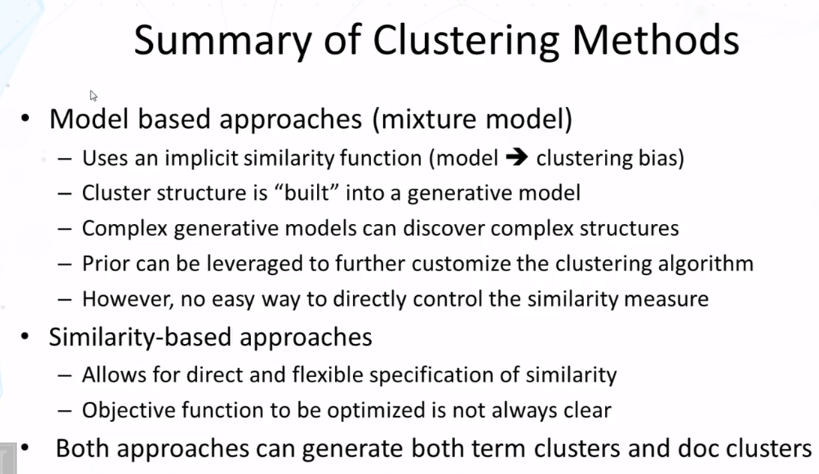 Summary of Clustering Methods
• Model based approaches (mixture model)
– Uses an implicit similarity function (model ➔ clustering bias)
– Cluster structure is “built” into a generative model
– Complex generative models can discover complex structures
– Prior can be leveraged to further customize the clustering algorithm
– However, no easy way to directly control the similarity measure
• Similarity-based approaches
– Allows for direct and flexible specification of similarity
– Objective function to be optimized is not always clear
• Both approaches can generate both term clusters and doc clusters